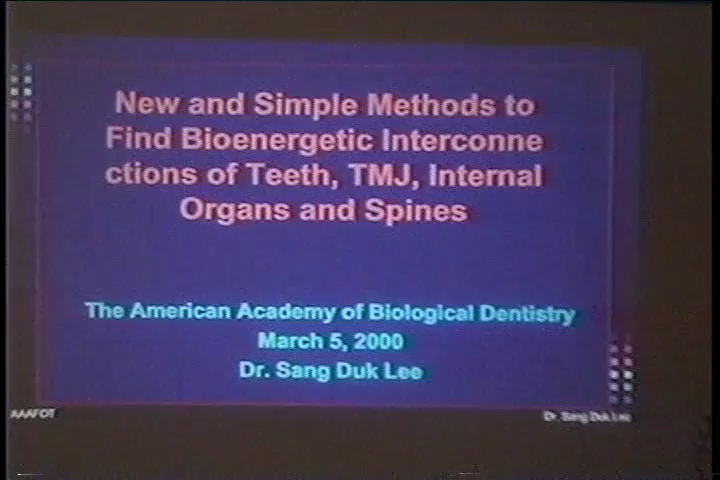 New and Simple Methods to
Find Bioenergetic Interconne
ctions of Teeth, TMJ, Internal
Organs and Spines
The American Academy of Biological Dentistry
March 5, 2000
Dr. Sang Duk Lee
AAAFOT
Dr. Sang Duk Lee